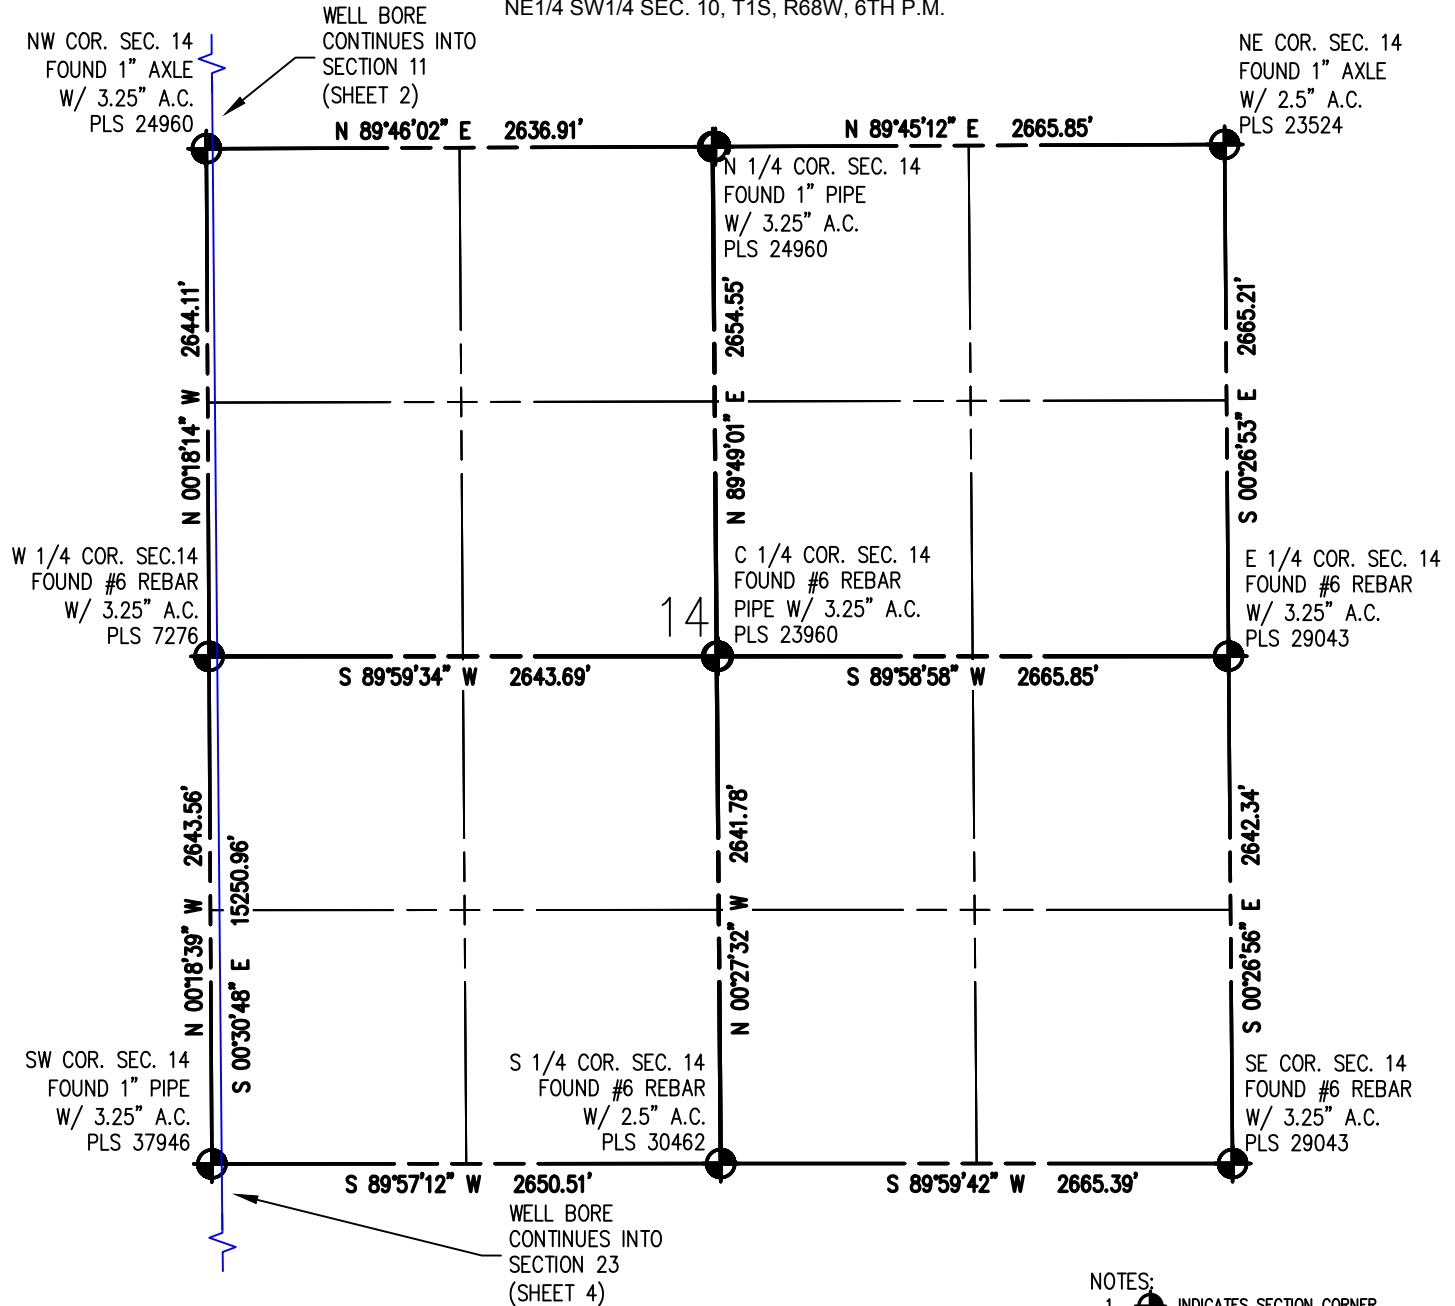 NE1/4 SW1/4 SEC. 10, T1S, R68W, 6TH P.M.
WELL BORE
CONTINUES INTO
SECTION 11
(SHEET 2)
NW COR. SEC. 14
FOUND 1" AXLE
W/ 3.25" A.C.
PLS 24960
NE COR. SEC. 14
FOUND 1" AXLE
W/ 2.5" A.C.
PLS 23524
N 89°46'02" E 2636.91'
N 89°45'12" E 2665.85'
N 1/4 COR. SEC. 14
FOUND 1" PIPE
W/ 3.25" A.C.
PLS 24960
N 00°18'14" W 2644.11'
N 89°49'01" E 2654.55'
S 00°26'53" E 2665.21'
W 1/4 COR. SEC.14
FOUND #6 REBAR
W/ 3.25" A.C.
PLS 7276
14
C 1/4 COR. SEC. 14
FOUND #6 REBAR
PIPE W/ 3.25" A.C.
PLS 23960
E 1/4 COR. SEC. 14
FOUND #6 REBAR
W/ 3.25" A.C.
PLS 29043
S 89°59'34" W 2643.69'
S 89°58'58" W 2665.85'
N 00°18'39" W 2643.56'
S 00°30'48" E 15250.96'
N 00°27'32" W 2641.78'
S 00°26'56" E 2642.34'
SW COR. SEC. 14
FOUND 1" PIPE
W/ 3.25" A.C.
PLS 37946
S 1/4 COR. SEC. 14
FOUND #6 REBAR
W/ 2.5" A.C.
PLS 30462
SE COR. SEC. 14
FOUND #6 REBAR
W/ 3.25" A.C.
PLS 29043
S 89°57'12" W 2650.51'
S 89°59'42" W 2665.39'
WELL BORE
CONTINUES INTO
SECTION 23
(SHEET 4)
NOTES:
1. INDICATES SECTION CORNER